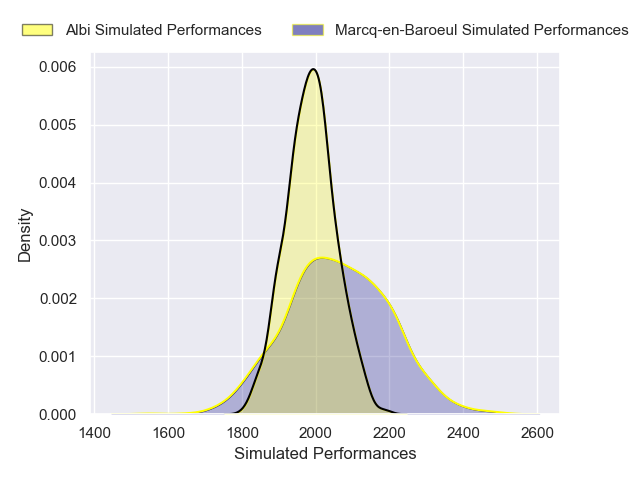 Albi Simulated Performances Marcq-en-Baroeul Simulated Performances
0.006
0.005
0.004
0.003
0.002
0.001
0.000
Density
1400 1600 1800 2000 2200 2400 2600
Simulated Performances